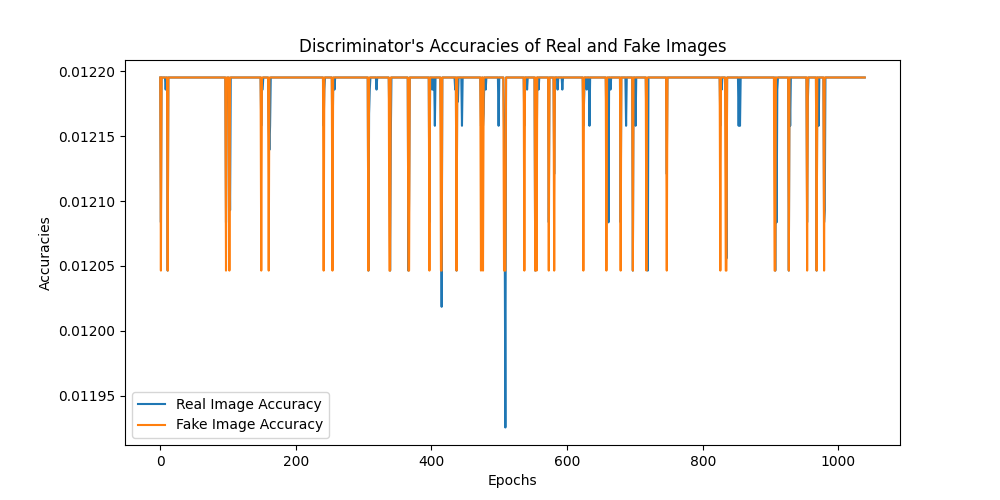 Discriminator's Accuracies of Real and Fake Images
0.01220
0.01215
0.01210
0.01205
0.01200
0.01195
Accuracies
Real Image Accuracy
Fake Image Accuracy
0 200 400 600 800 1000
Epochs